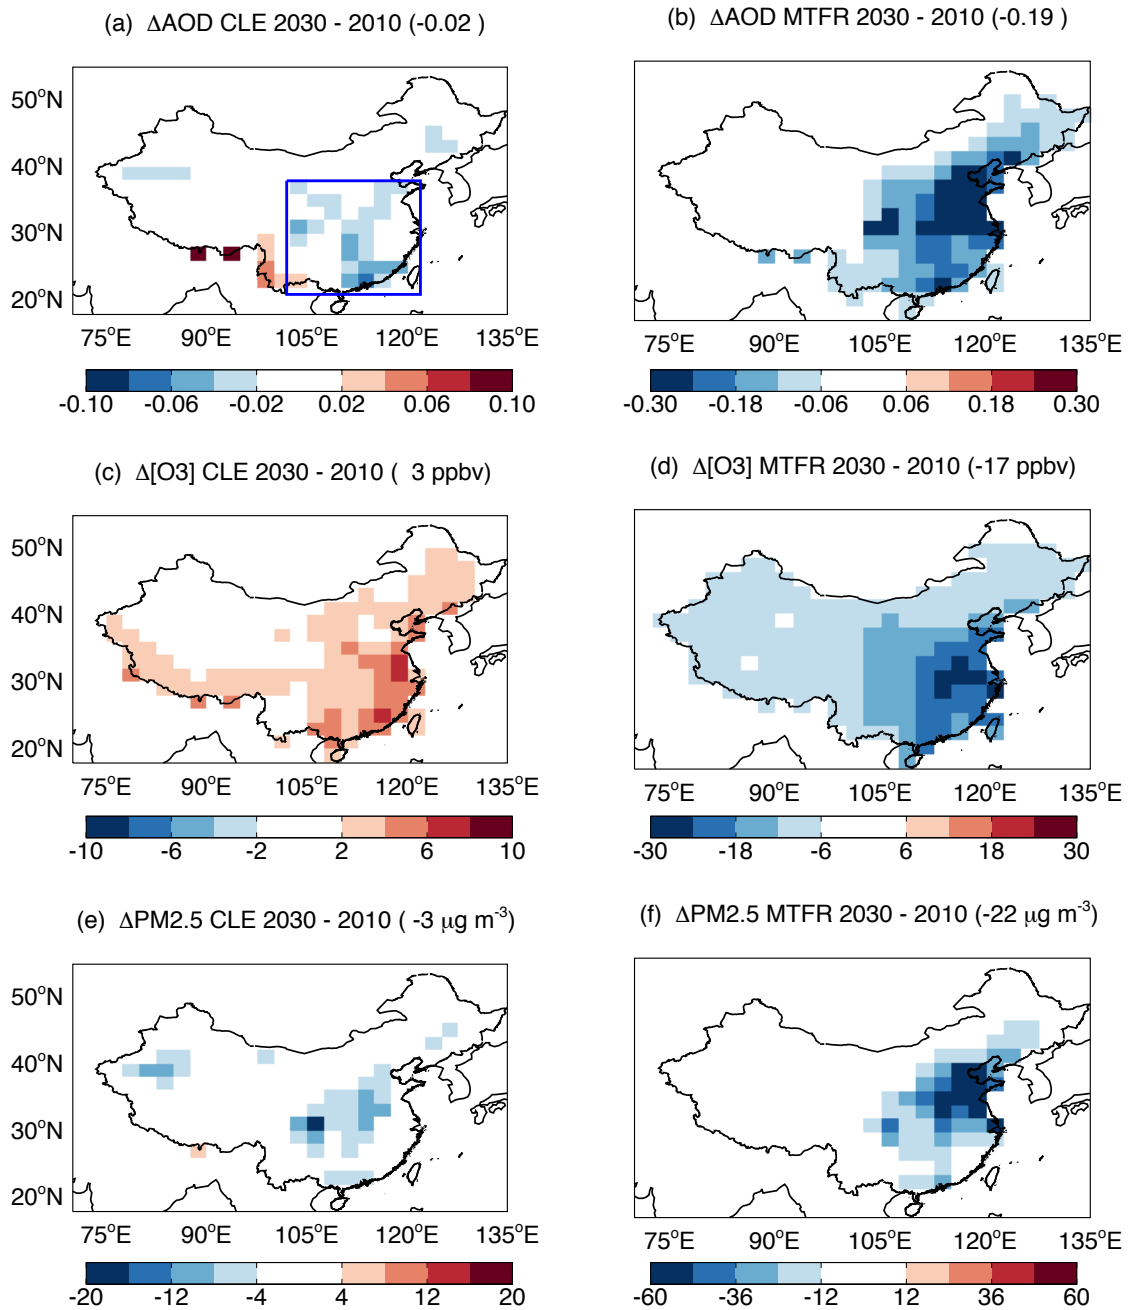 (a) ΔAOD CLE 2030 - 2010 (-0.02 )
(b) ΔAOD MTFR 2030 - 2010 (-0.19 )
50°N
40°N
30°N
20°N
75°E 90°E 105°E 120°E 135°E
75°E 90°E 105°E 120°E 135°E
-0.10 -0.06 -0.02 0.02 0.06 0.10
-0.30 -0.18 -0.06 0.06 0.18 0.30
(c) Δ[O3] CLE 2030 - 2010 ( 3 ppbv)
(d) Δ[O3] MTFR 2030 - 2010 (-17 ppbv)
50°N
40°N
30°N
20°N
75°E 90°E 105°E 120°E 135°E
75°E 90°E 105°E 120°E 135°E
-10 -6 -2 2 6 10
-30 -18 -6 6 18 30
(e) ΔPM2.5 CLE 2030 - 2010 ( -3 μg m⁻³)
(f) ΔPM2.5 MTFR 2030 - 2010 (-22 μg m⁻³)
50°N
40°N
30°N
20°N
75°E 90°E 105°E 120°E 135°E
75°E 90°E 105°E 120°E 135°E
-20 -12 -4 4 12 20
-60 -36 -12 12 36 60